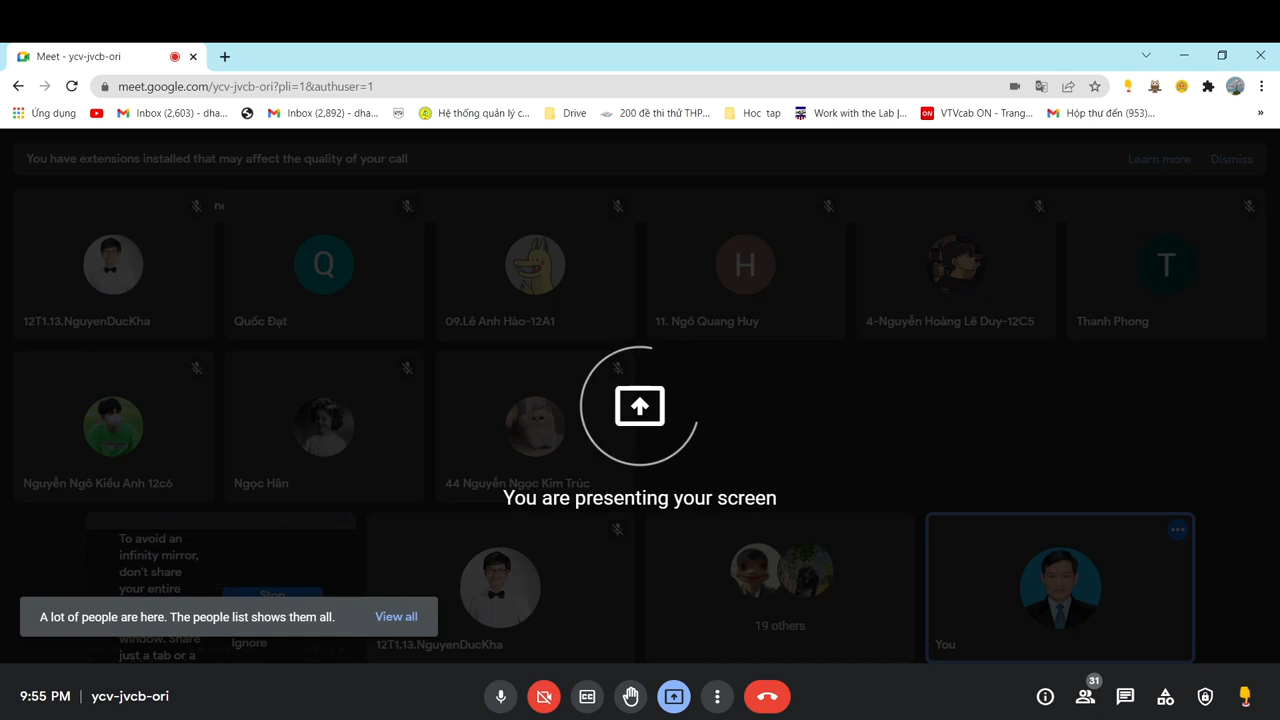 Meet - ycv-jvcb-ori
meet.google.com/ycv-jvcb-ori?pli=1&authuser=1
Ứng dung
Inbox (2,603) - dha...
Inbox (2,892) - dha...
Hệ thống quản lý c...
Drive
200 đề thi thử THP...
Hoc tap
Work with the Lab |...
ON
VTVcab ON - Trang...
Hộp thư đến (953)...
»
You have extensions installed that may affect the quality of your call
Learn more
Dismiss
12T1.13.NguyenDucKha
Q
Quốc Đạt
09.Lê Anh Hào-12A1
H
11. Ngô Quang Huy
4-Nguyễn Hoàng Lê Duy-12C5
T
Thanh Phong
Nguyễn Ngô Kiều Anh 12c6
Ngọc Hân
44 Nguyễn Ngọc Kim Trúc
You are presenting your screen
To avoid an
infinity mirror,
don't share
your entire
Stop
A lot of people are here. The people list shows them all.
View all
window. Share
Ignore
just a tab or a
12T1.13.NguyenDucKha
19 others
You
9:55 PM
ycv-jvcb-ori
31